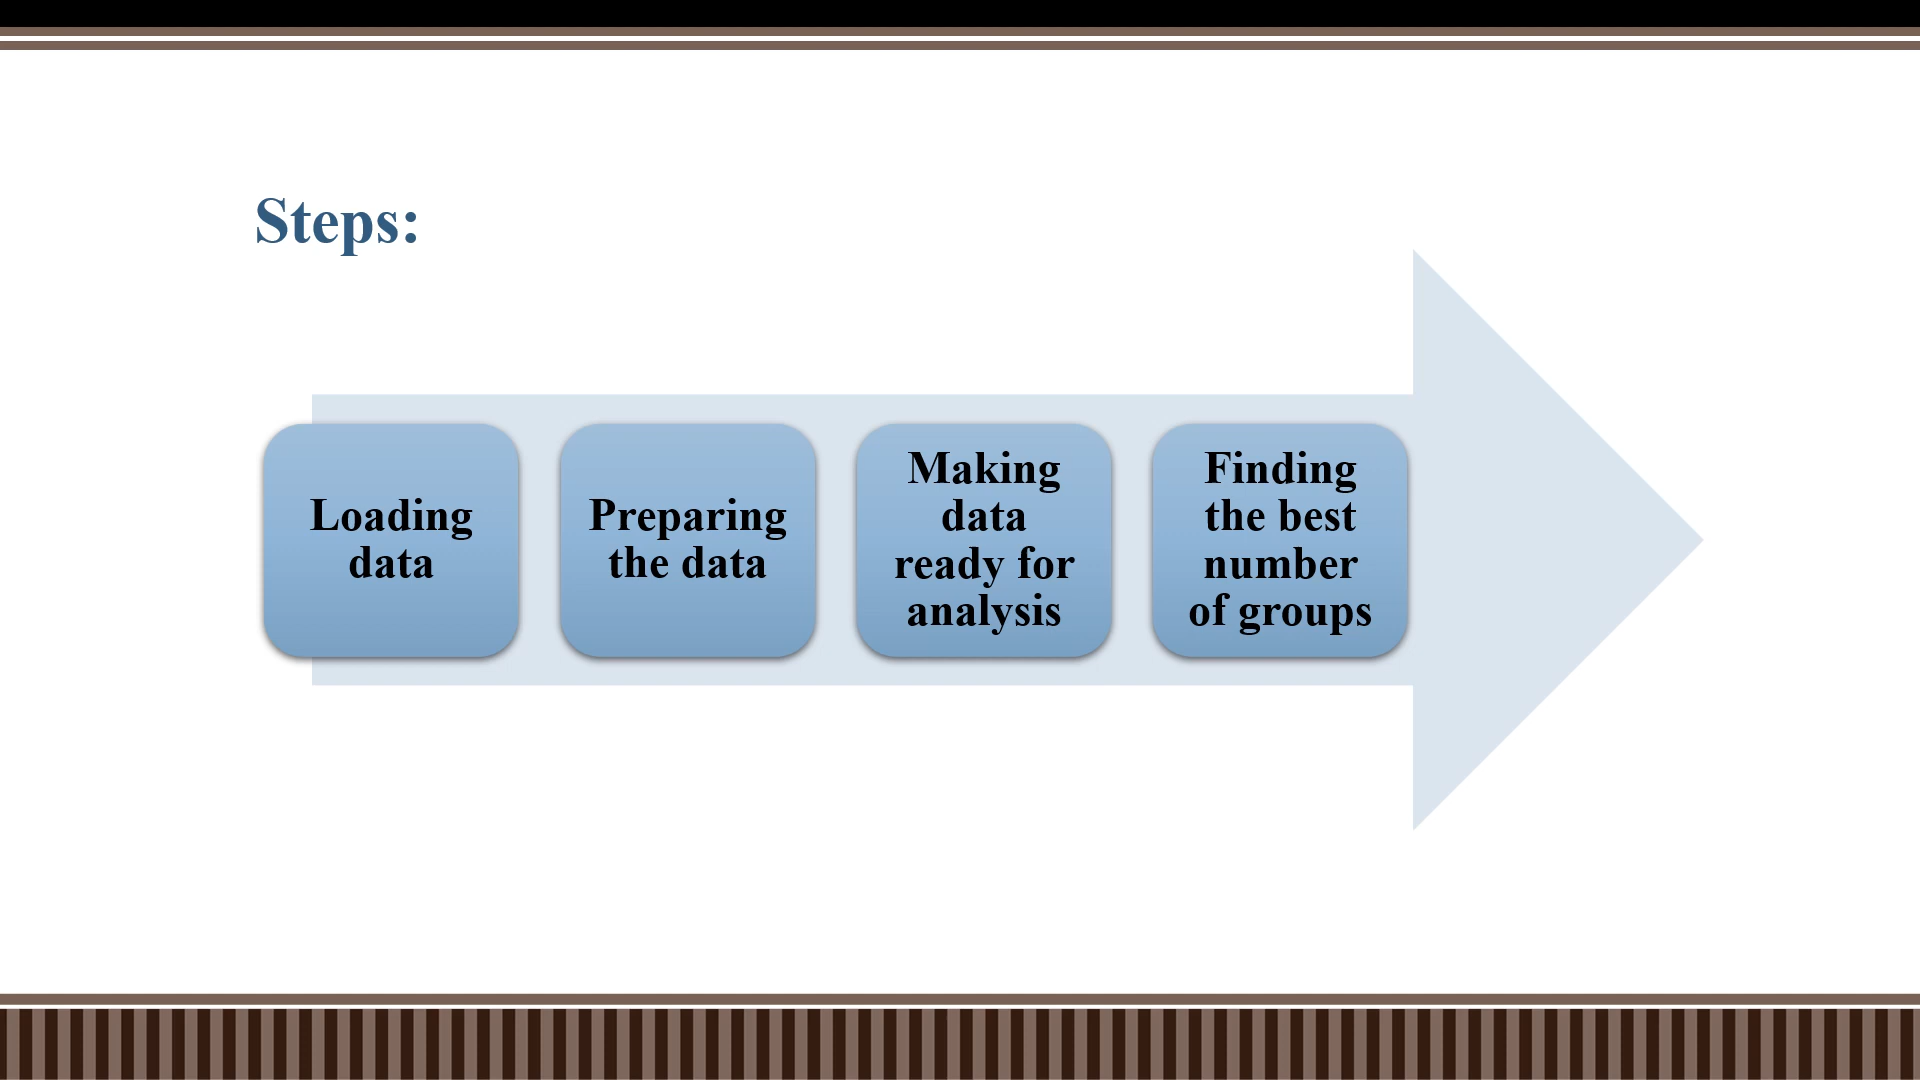 Steps:
Loading
data
Preparing
the data
Making
data
ready for
analysis
Finding
the best
number
of groups